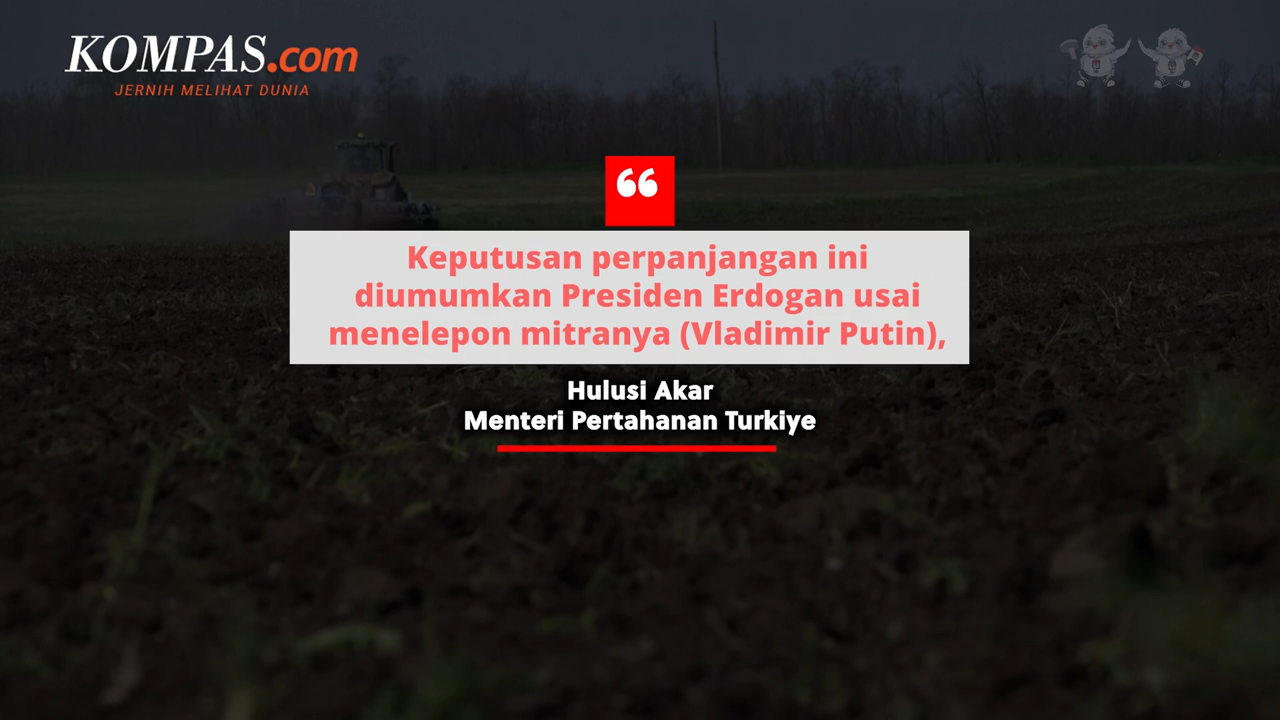 KOMPAS.com
JERNIH MELIHAT DUNIA
“
Keputusan perpanjangan ini
diumumkan Presiden Erdogan usai
menelepon mitranya (Vladimir Putin),
Hulusi Akar
Menteri Pertahanan Turkiye